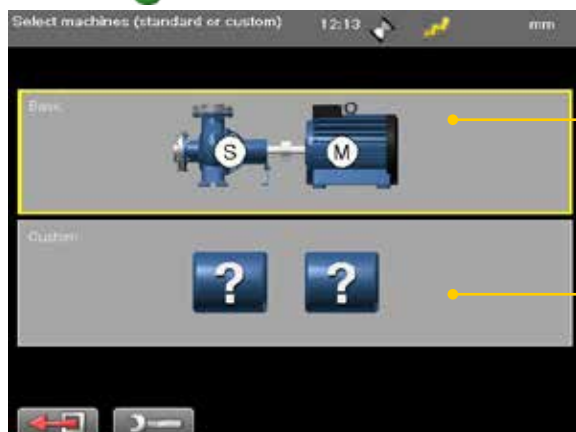 Select machines (standard or custom) 12:13 mm
Basic
S M
Custom
? ?